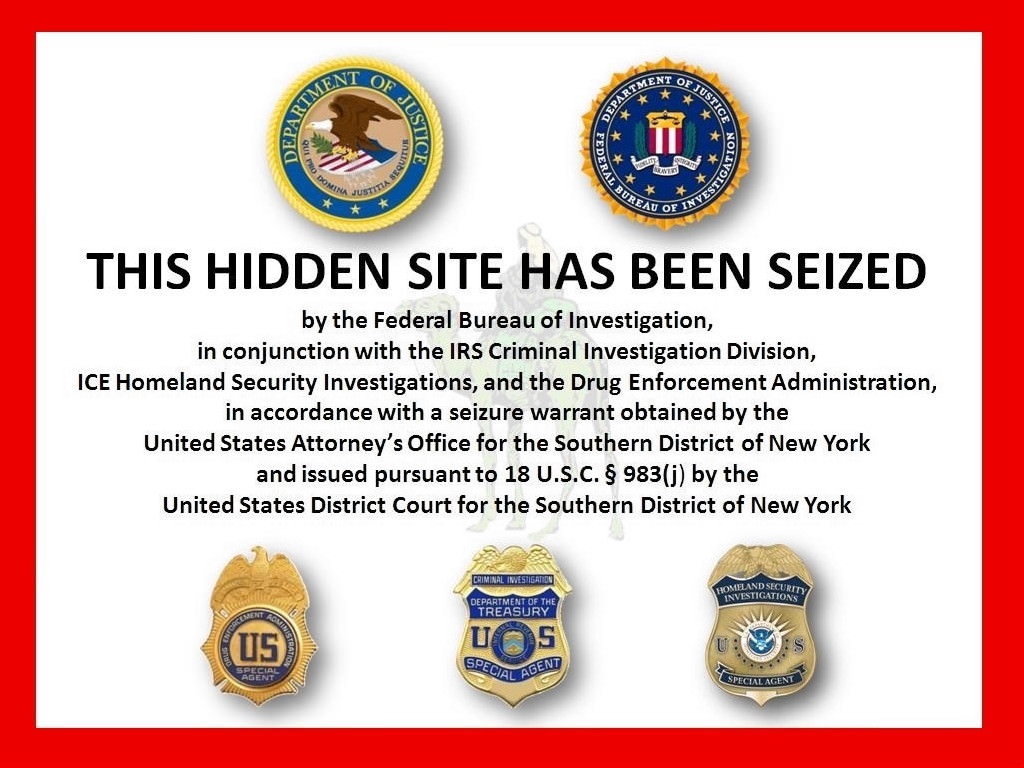 DEPARTMENT OF JUSTICE
QUI PRO DOMINA JUSTITIA SEQUITUR
DEPARTMENT OF JUSTICE
FIDELITY BRAVERY INTEGRITY
FEDERAL BUREAU OF INVESTIGATION
THIS HIDDEN SITE HAS BEEN SEIZED
by the Federal Bureau of Investigation,
in conjunction with the IRS Criminal Investigation Division,
ICE Homeland Security Investigations, and the Drug Enforcement Administration,
in accordance with a seizure warrant obtained by the
United States Attorney’s Office for the Southern District of New York
and issued pursuant to 18 U.S.C. § 983(j) by the
United States District Court for the Southern District of New York
DRUG ENFORCEMENT ADMINISTRATION
US
SPECIAL
AGENT
CRIMINAL INVESTIGATION
DEPARTMENT OF THE
TREASURY
U S
SPECIAL AGENT
HOMELAND SECURITY
INVESTIGATIONS
U S
SPECIAL AGENT